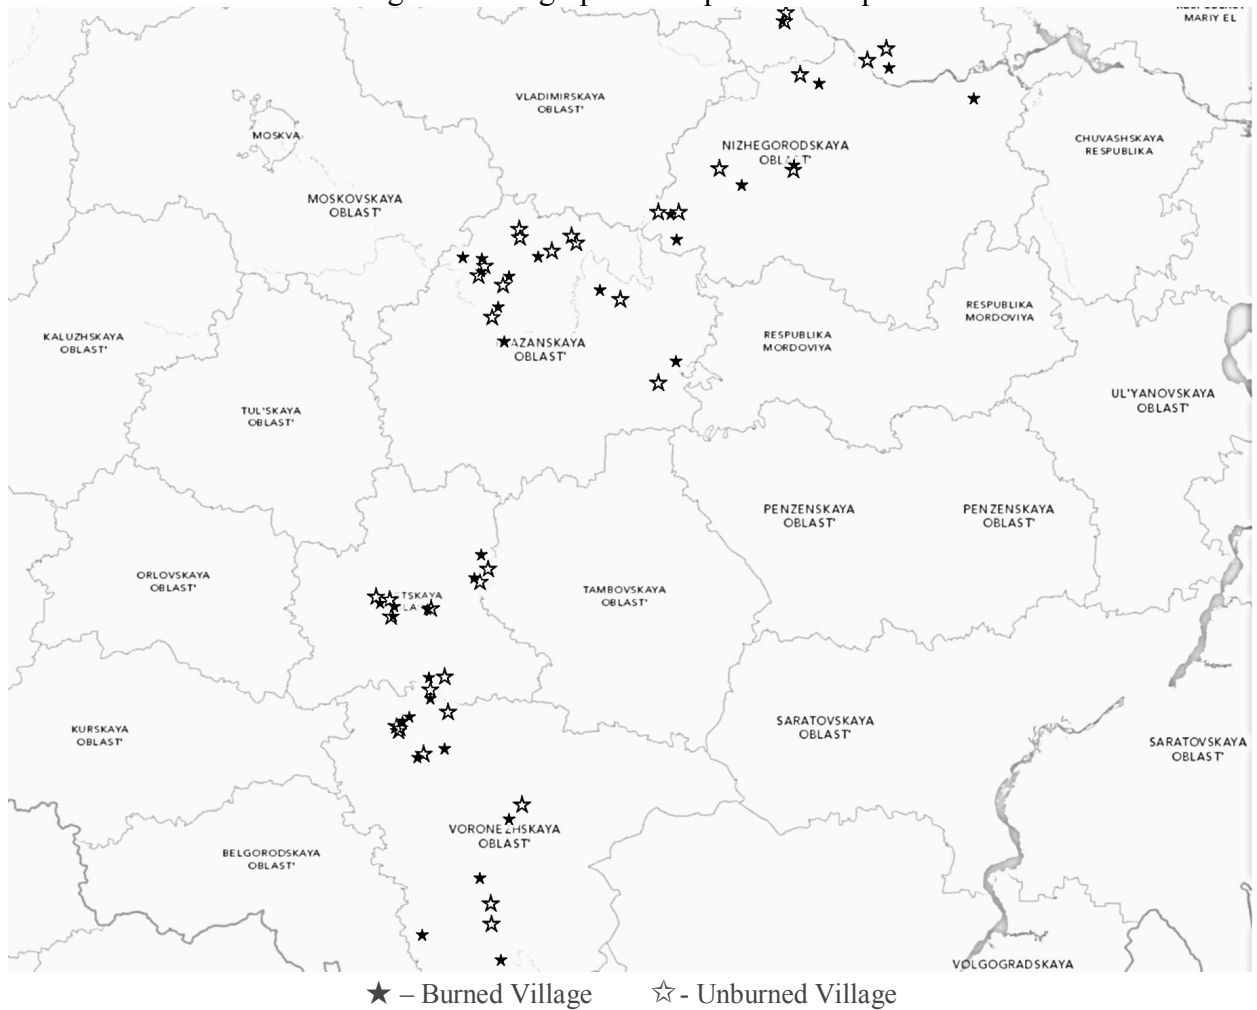 MARIY EL
VLADIMIRSKAYA
OBLAST'
MOSKVA
CHUVASHSKAYA
RESPUBLIKA
NIZHEGORODSKAYA
OBLAST'
MOSKOVSKAYA
OBLAST'
RESPUBLIKA
MORDOVIYA
KALUZHSKAYA
OBLAST'
RESPUBLIKA
MORDOVIYA
AZANSKAYA
OBLAST'
UL'YANOVSKAYA
OBLAST'
TUL'SKAYA
OBLAST'
PENZENSKAYA
OBLAST'
PENZENSKAYA
OBLAST'
ORLOVSKAYA
OBLAST'
TSKAYA
TAMBOVSKAYA
OBLAST'
KURSKAYA
OBLAST'
SARATOVSKAYA
OBLAST'
SARATOVSKAYA
OBLAST'
VORONEZHSKAYA
OBLAST'
BELGORODSKAYA
OBLAST'
VOLGOGRADSKAYA
★ – Burned Village ☆ - Unburned Village